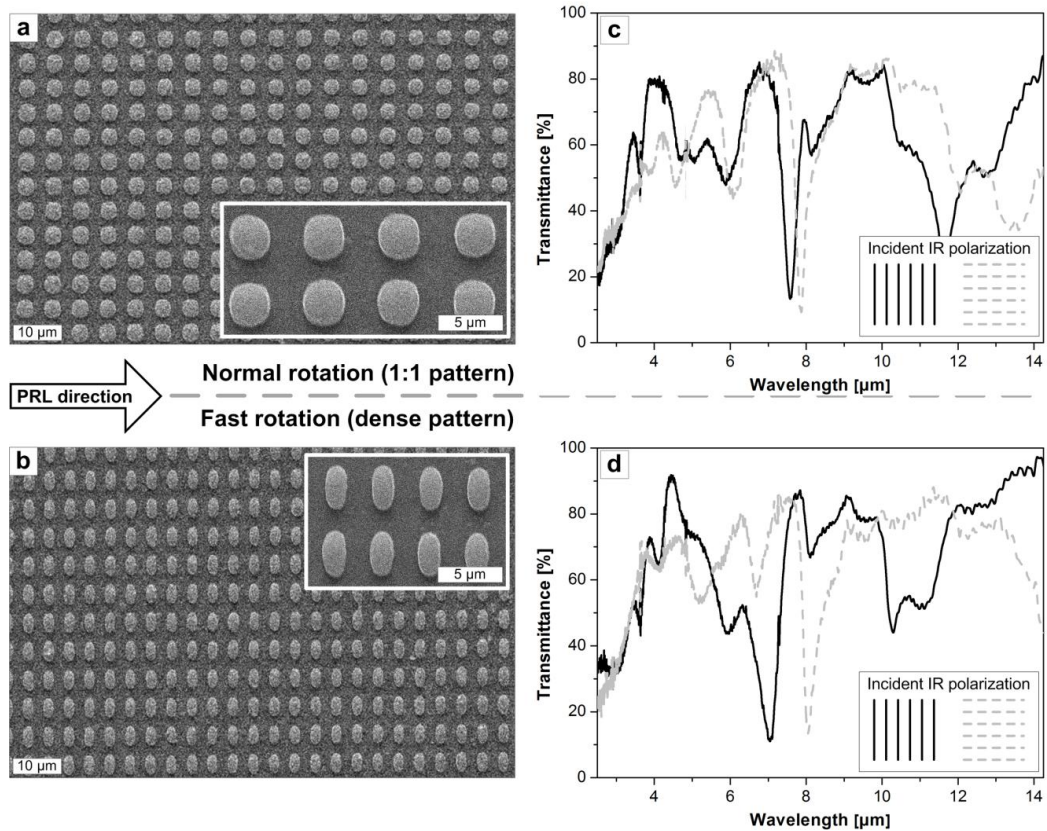 a
10 µm
5 µm
c
Transmittance [%]
100
80
60
40
20
0
4 6 8 10 12 14
Wavelength [µm]
Incident IR polarization
PRL direction
Normal rotation (1:1 pattern)
Fast rotation (dense pattern)
b
10 µm
5 µm
d
Transmittance [%]
100
80
60
40
20
0
4 6 8 10 12 14
Wavelength [µm]
Incident IR polarization